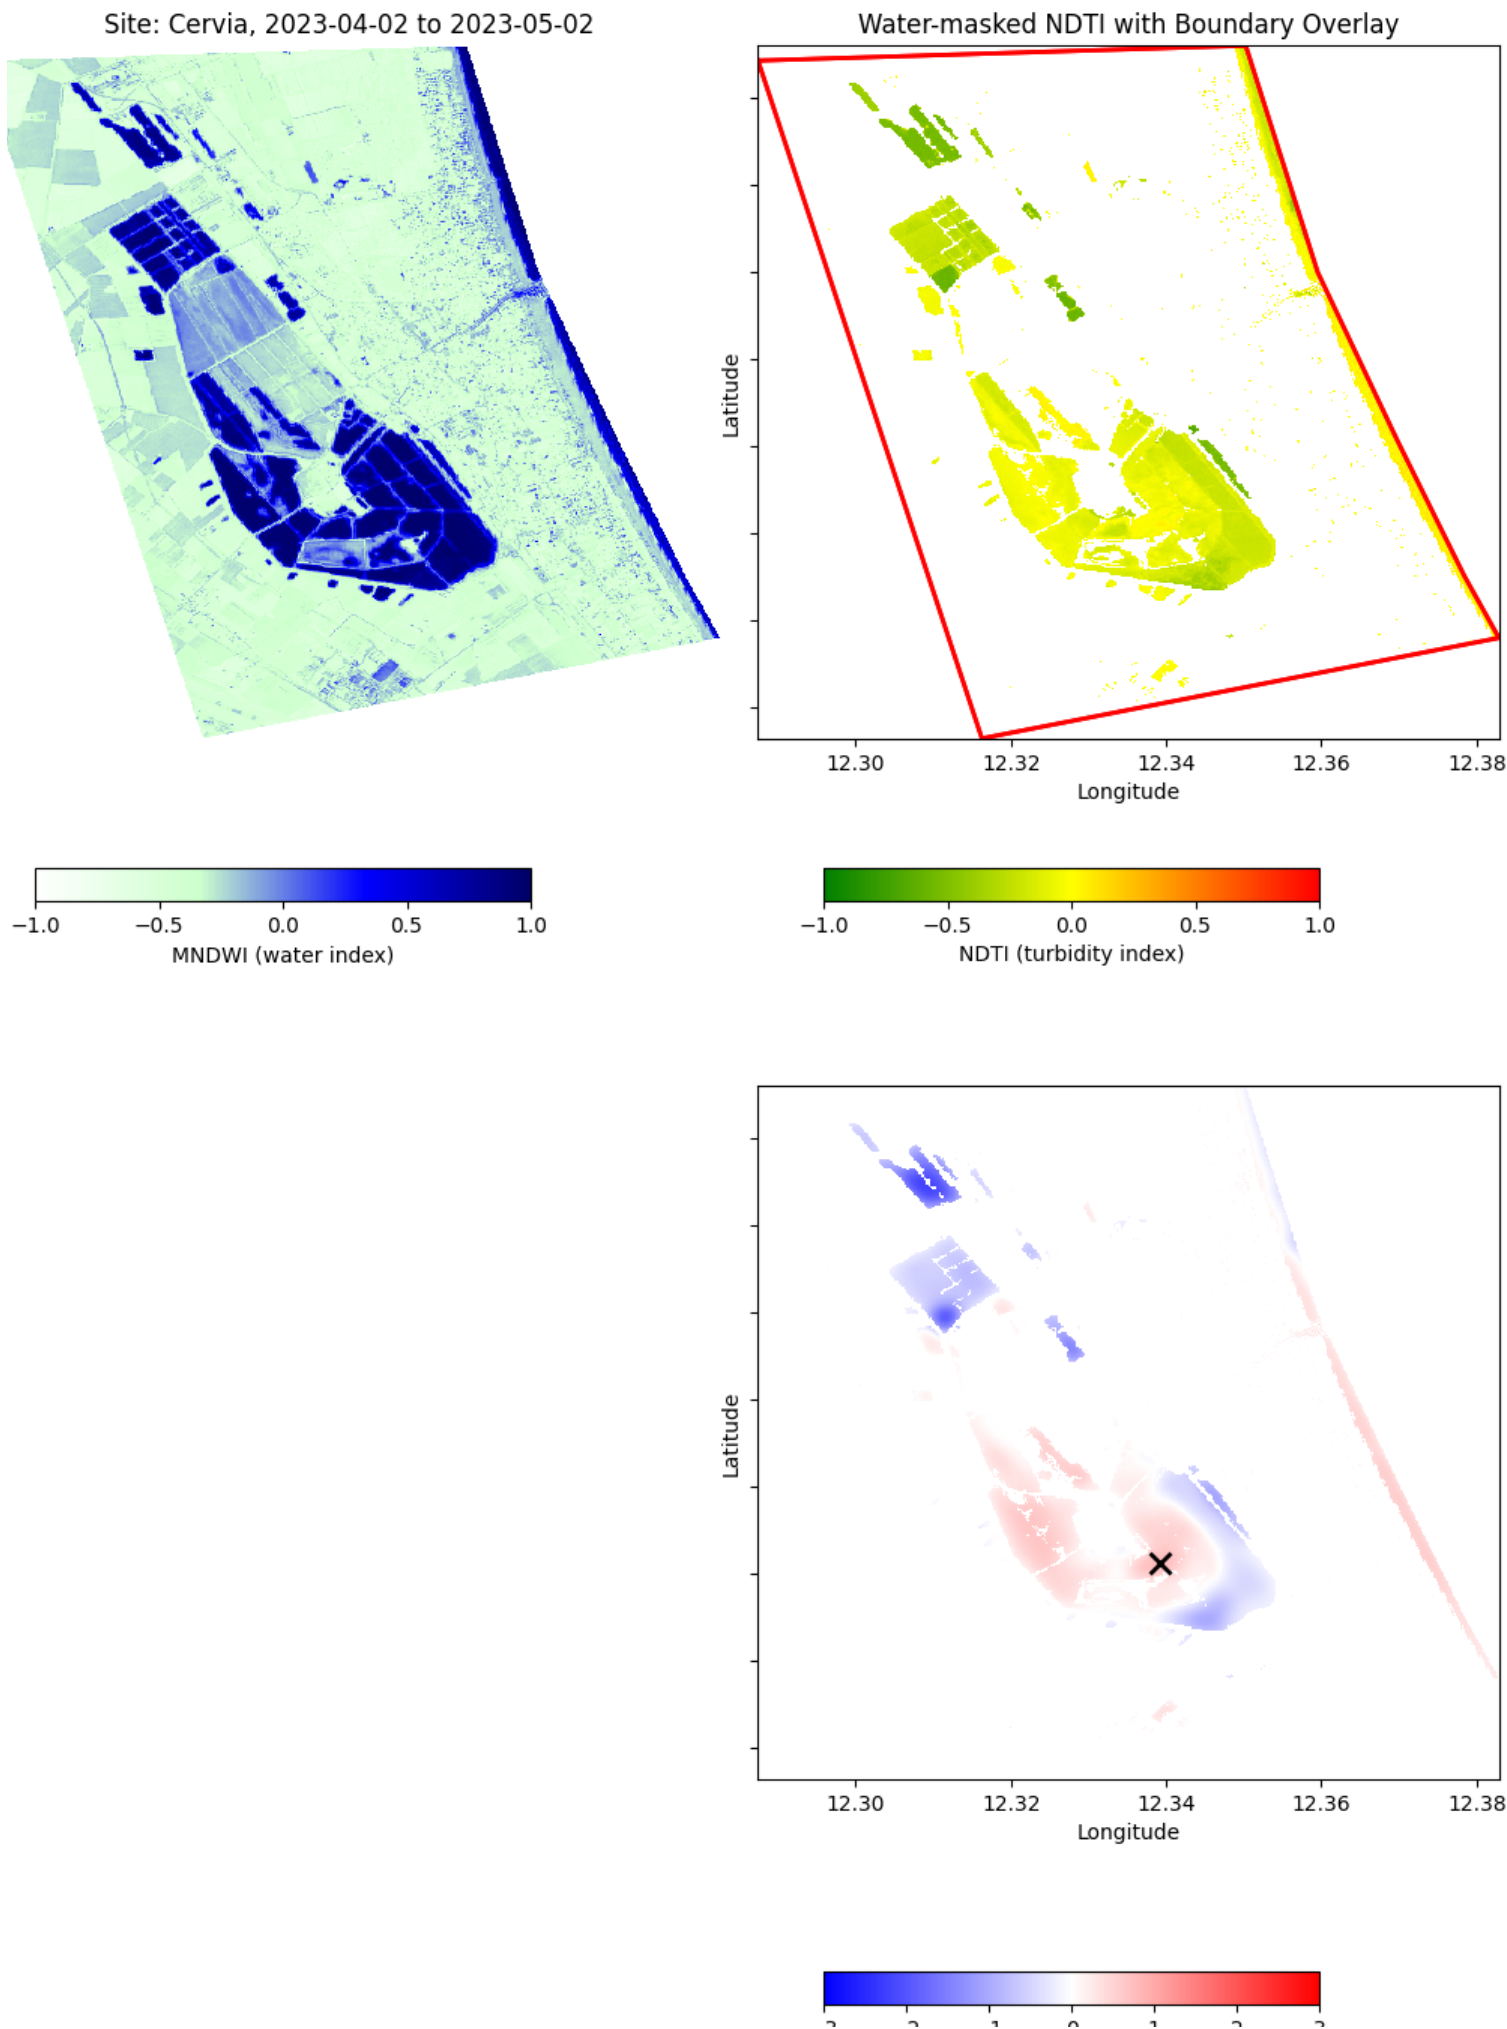 Site: Cervia, 2023-04-02 to 2023-05-02
Water-masked NDTI with Boundary Overlay
Latitude
12.30 12.32 12.34 12.36 12.38
Longitude
−1.0 −0.5 0.0 0.5 1.0
MNDWI (water index)
−1.0 −0.5 0.0 0.5 1.0
NDTI (turbidity index)
Latitude
12.30 12.32 12.34 12.36 12.38
Longitude